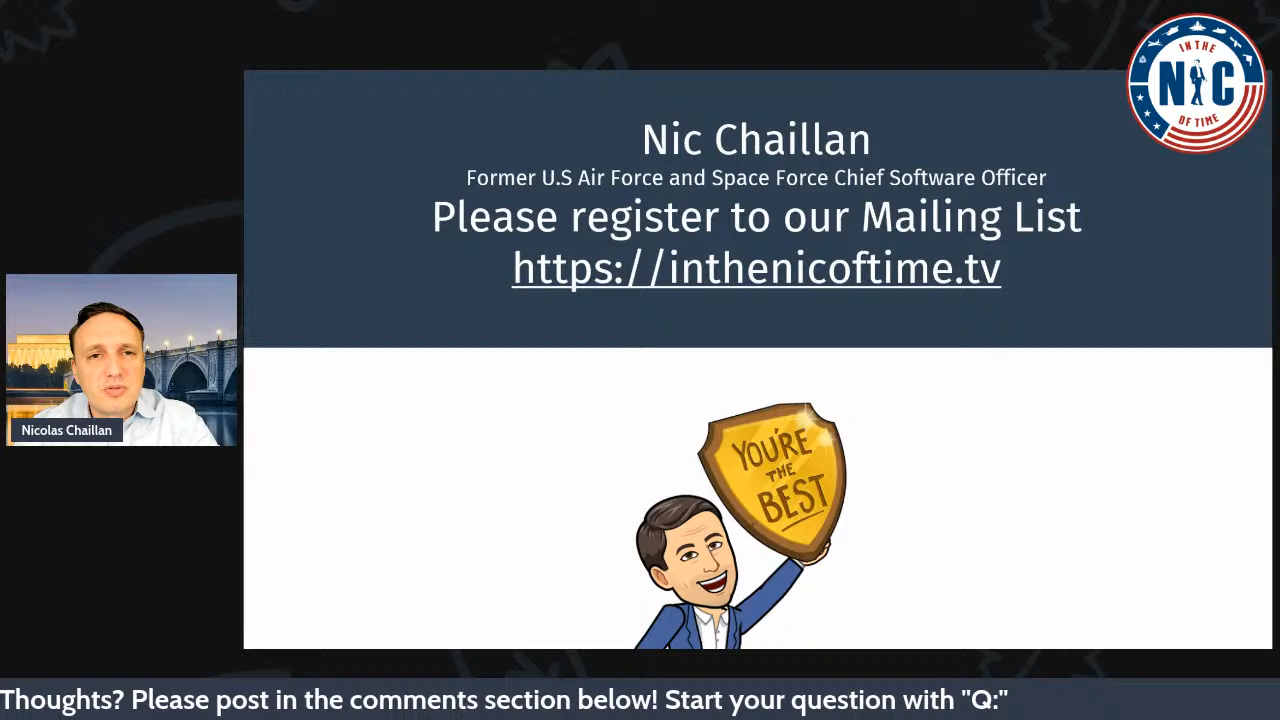 IN THE
NIC
OF TIME
Nic Chaillan
Former U.S Air Force and Space Force Chief Software Officer
Please register to our Mailing List
https://inthenicoftime.tv
Nicolas Chaillan
YOU'RE
THE
BEST
Thoughts? Please post in the comments section below! Start your question with "Q:"